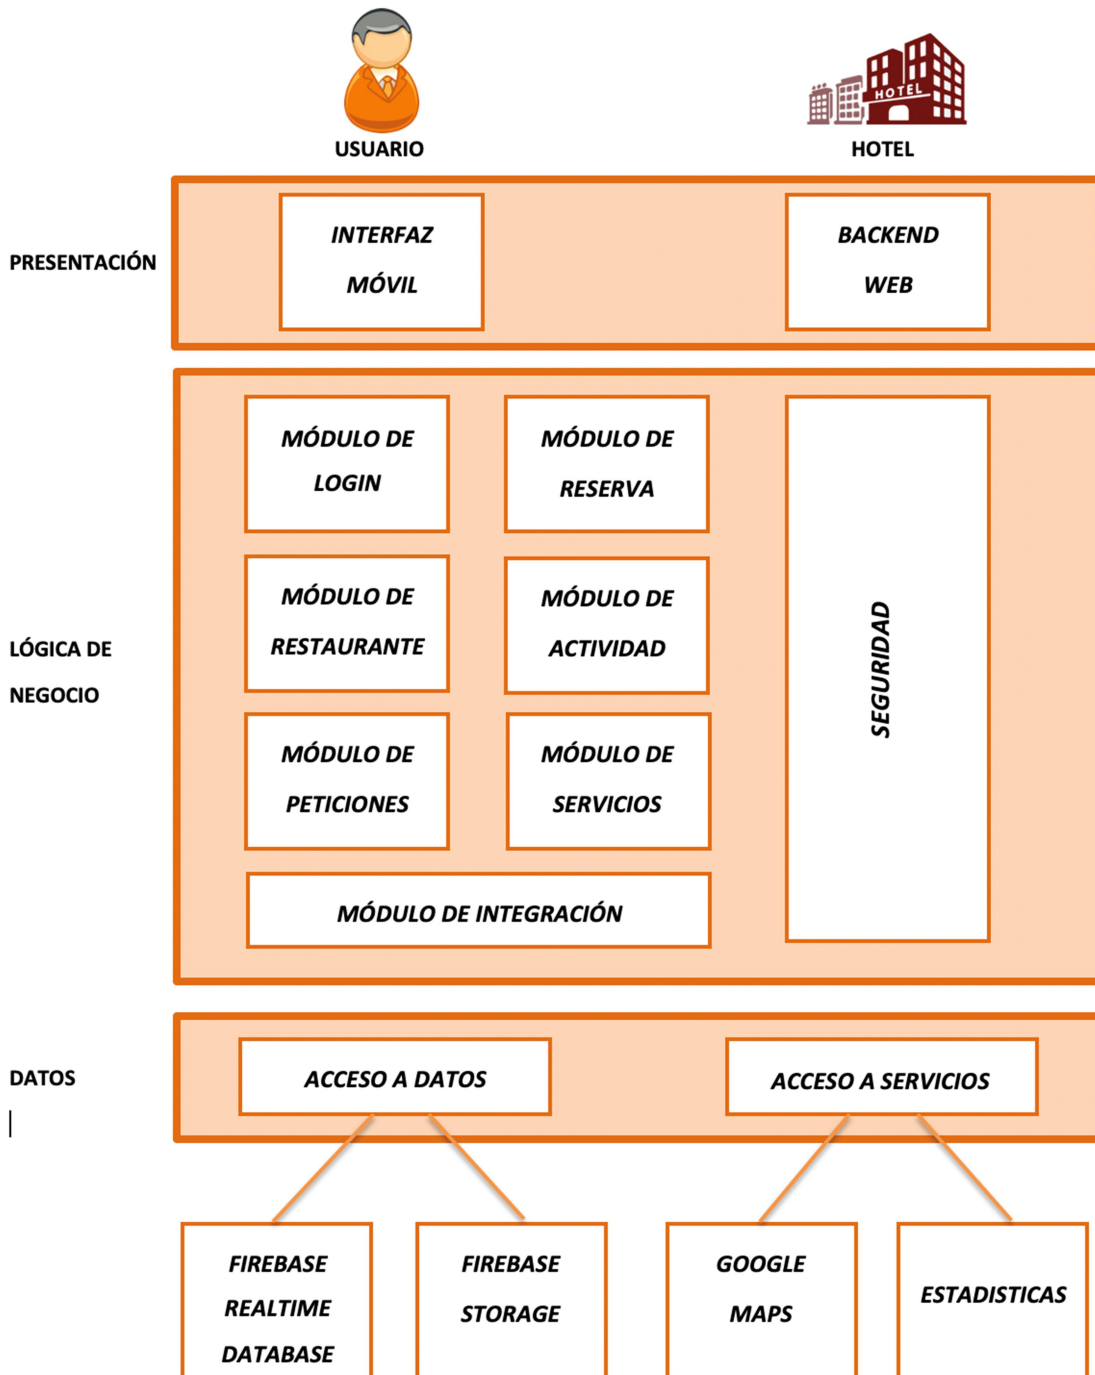 HOTEL
USUARIO
HOTEL
PRESENTACIÓN
INTERFAZ
MÓVIL
BACKEND
WEB
LÓGICA DE
NEGOCIO
MÓDULO DE
LOGIN
MÓDULO DE
RESERVA
MÓDULO DE
RESTAURANTE
MÓDULO DE
ACTIVIDAD
MÓDULO DE
PETICIONES
MÓDULO DE
SERVICIOS
MÓDULO DE INTEGRACIÓN
SEGURIDAD
DATOS
ACCESO A DATOS
ACCESO A SERVICIOS
FIREBASE
REALTIME
DATABASE
FIREBASE
STORAGE
GOOGLE
MAPS
ESTADISTICAS